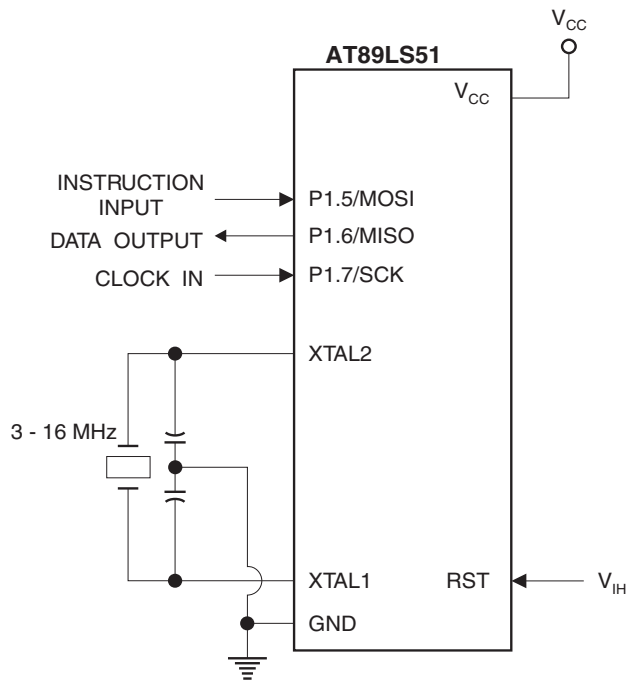 V_CC
AT89LS51
V_CC
INSTRUCTION
INPUT
P1.5/MOSI
DATA OUTPUT
P1.6/MISO
CLOCK IN
P1.7/SCK
XTAL2
3 - 16 MHz
XTAL1
RST
V_IH
GND